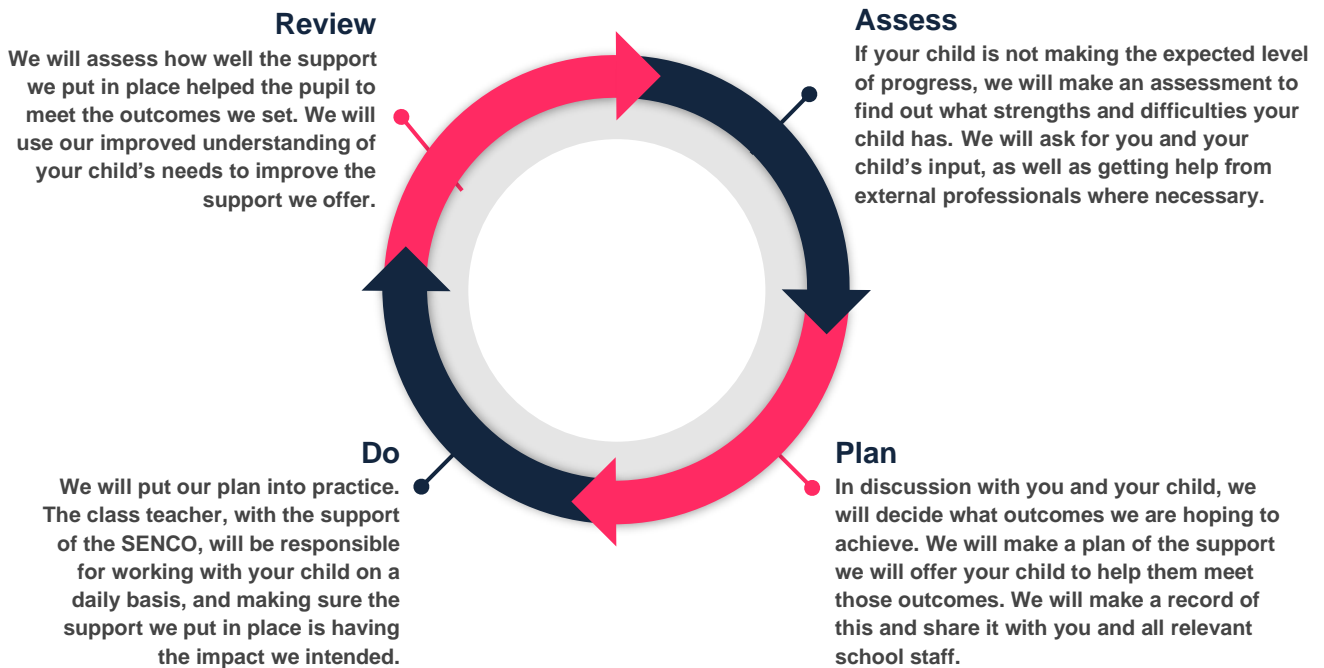 Review
We will assess how well the support
we put in place helped the pupil to
meet the outcomes we set. We will
use our improved understanding of
your child’s needs to improve the
support we offer.
Assess
If your child is not making the expected level
of progress, we will make an assessment to
find out what strengths and difficulties your
child has. We will ask for you and your
child’s input, as well as getting help from
external professionals where necessary.
Do
We will put our plan into practice.
The class teacher, with the support
of the SENCO, will be responsible
for working with your child on a
daily basis, and making sure the
support we put in place is having
the impact we intended.
Plan
In discussion with you and your child, we
will decide what outcomes we are hoping to
achieve. We will make a plan of the support
we will offer your child to help them meet
those outcomes. We will make a record of
this and share it with you and all relevant
school staff.